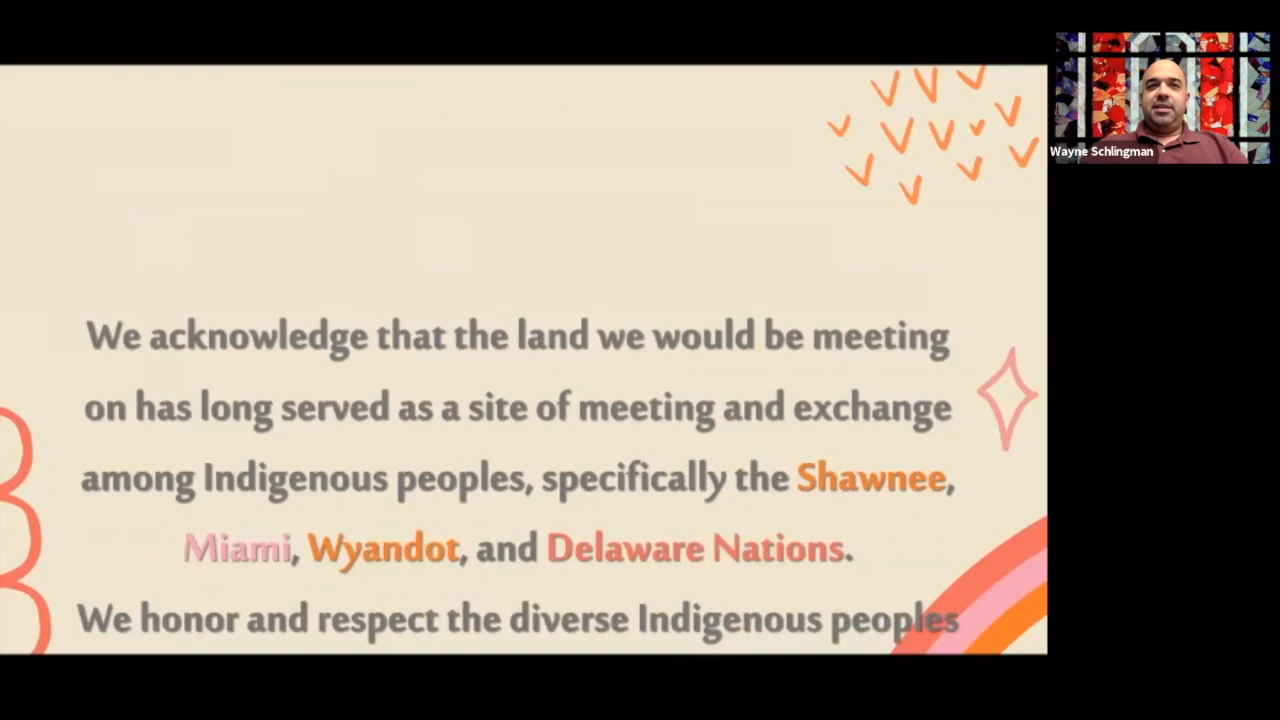 We acknowledge that the land we would be meeting
on has long served as a site of meeting and exchange
among Indigenous peoples, specifically the Shawnee,
Miami, Wyandot, and Delaware Nations.
We honor and respect the diverse Indigenous peoples
Wayne Schlingman